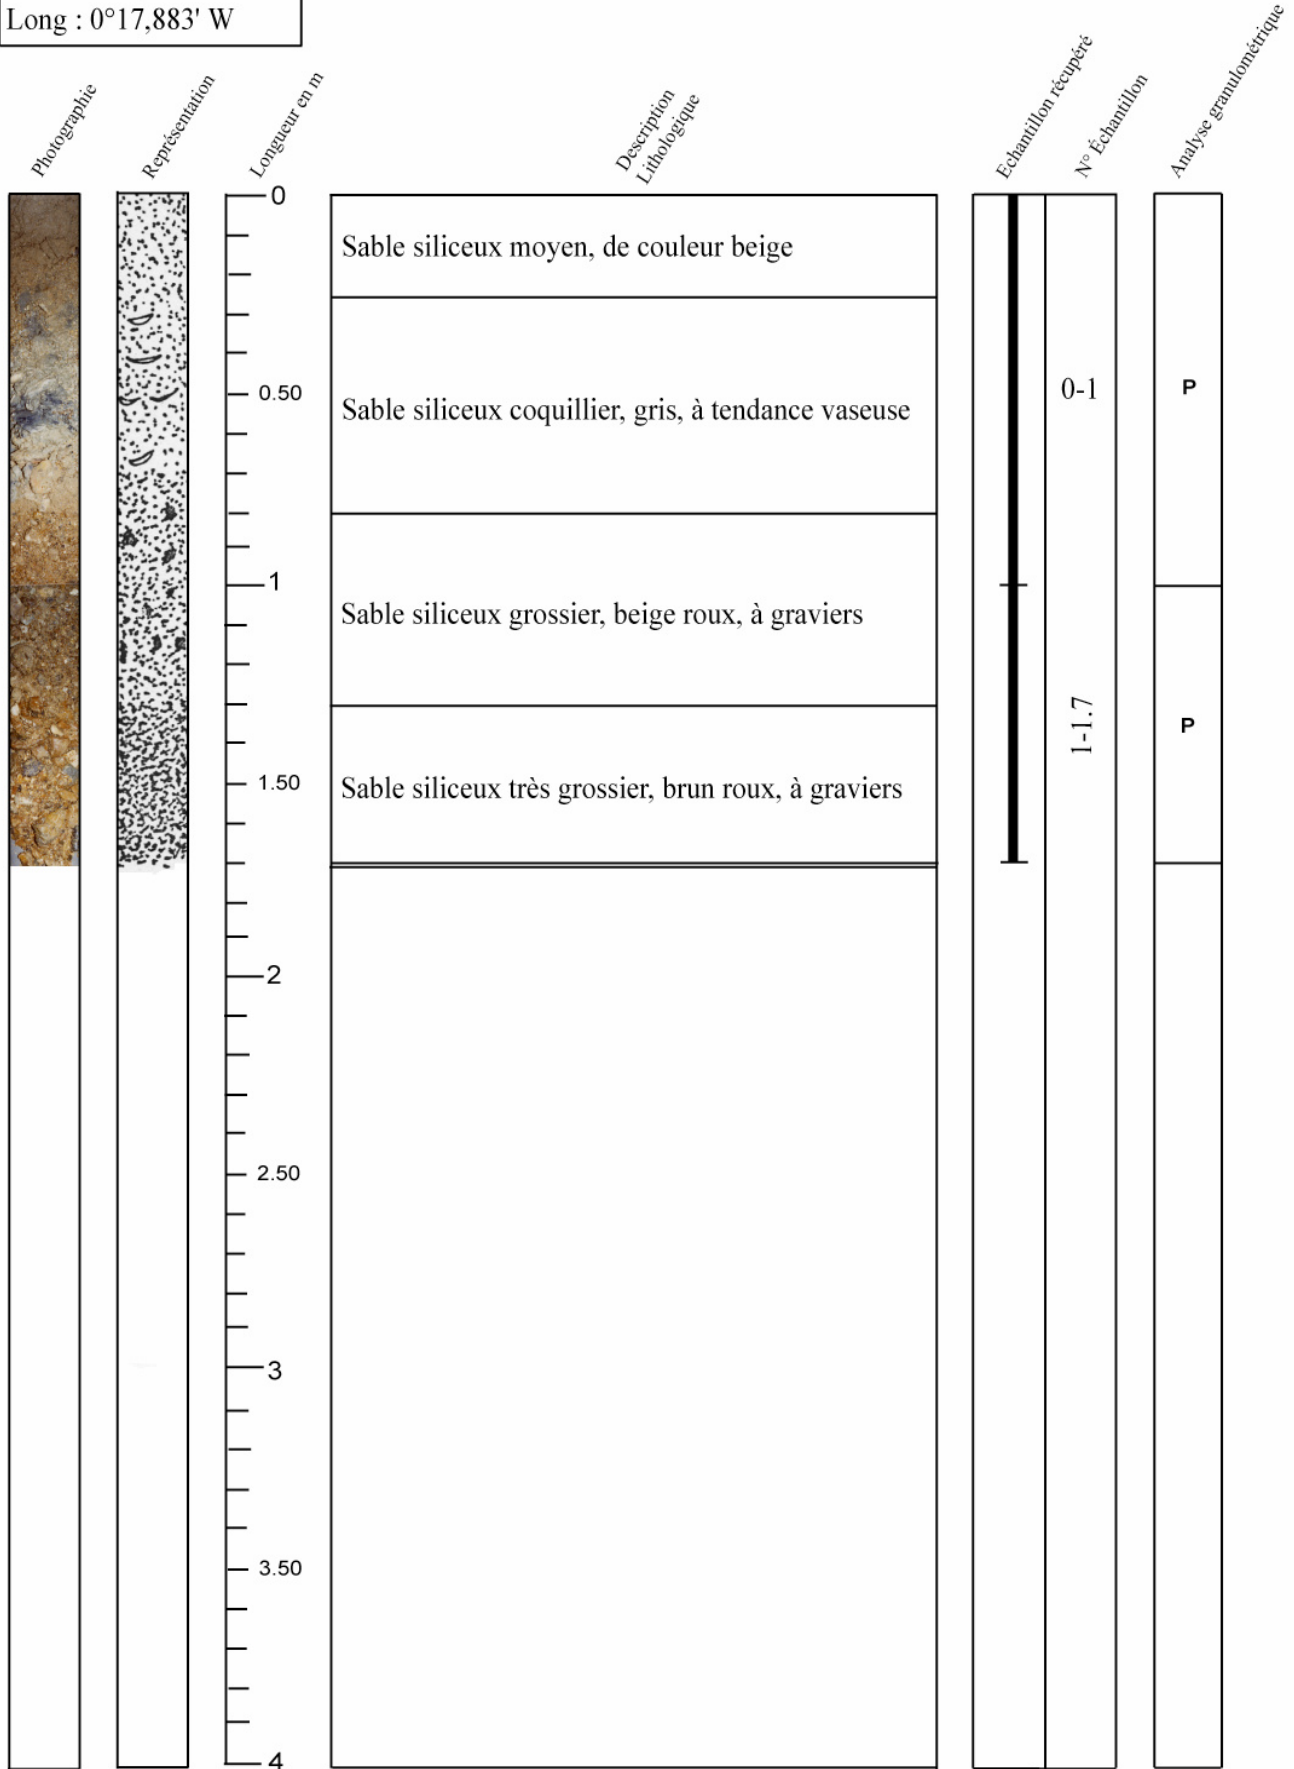 Long : 0°17,883' W
Photographie
Représentation
Longueur en m
Description
Lithologique
Echantillon récupéré
N° Échantillon
Analyse granulométrique
0
Sable siliceux moyen, de couleur beige
0.50
Sable siliceux coquillier, gris, à tendance vaseuse
0-1
P
1
Sable siliceux grossier, beige roux, à graviers
1-1.7
P
1.50
Sable siliceux très grossier, brun roux, à graviers
2
2.50
3
3.50
4